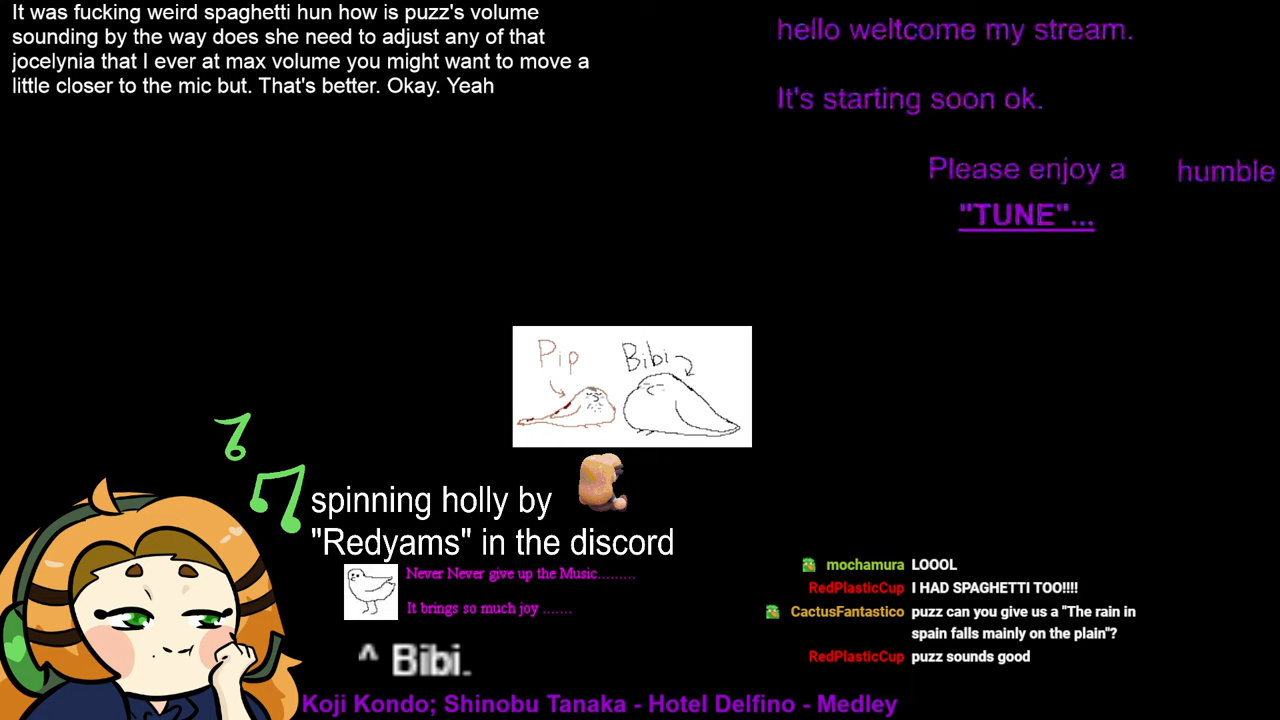 It was fucking weird spaghetti hun how is puzz's volume
sounding by the way does she need to adjust any of that
jocelynia that I ever at max volume you might want to move a
little closer to the mic but. That's better. Okay. Yeah
hello weltcome my stream.
It's starting soon ok.
Please enjoy a humble
"TUNE"...
Pip
Bibi
spinning holly by
"Redyams" in the discord
Never Never give up the Music.........
It brings so much joy .......
^ Bibi.
mochamura LOOOL
RedPlasticCup I HAD SPAGHETTI TOO!!!!
CactusFantastico puzz can you give us a "The rain in
spain falls mainly on the plain"?
RedPlasticCup puzz sounds good
Koji Kondo; Shinobu Tanaka - Hotel Delfino - Medley